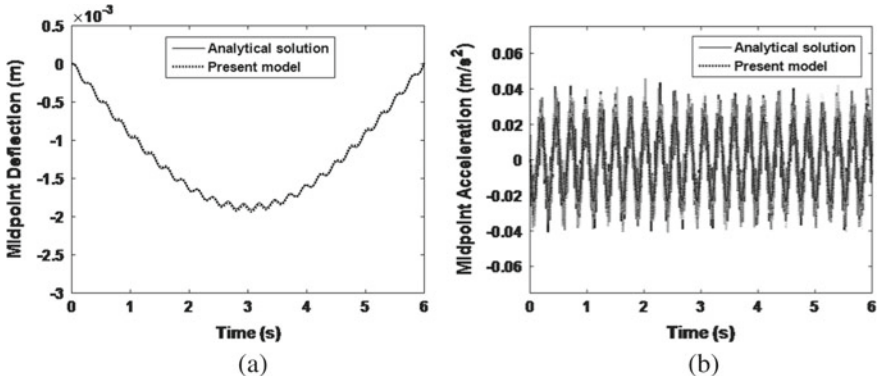 ×10⁻³
0.5
0
-0.5
-1
-1.5
-2
-2.5
-3
Midpoint Deflection (m)
Analytical solution
Present model
0 1 2 3 4 5 6
Time (s)
(a)
0.06
0.04
0.02
0
-0.02
-0.04
-0.06
Midpoint Acceleration (m/s²)
Analytical solution
Present model
0 1 2 3 4 5 6
Time (s)
(b)